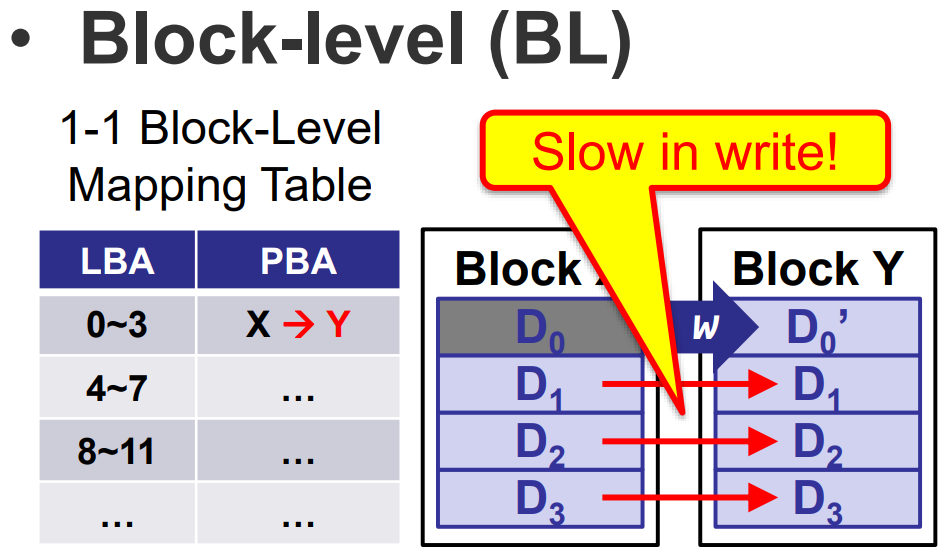 • Block-level (BL)
1-1 Block-Level
Mapping Table
Slow in write!
LBA PBA
0~3 X → Y
4~7 ...
8~11 ...
... ...
Block
D₀
D₁
D₂
D₃
W
Block Y
D₀’
D₁
D₂
D₃